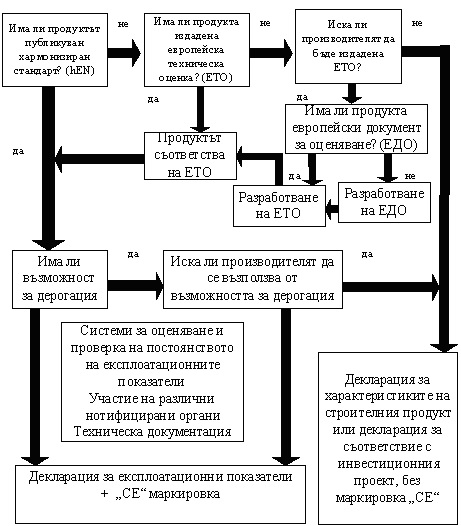 Има ли продуктът
публикуван
хармонизиран
стандарт? (hEN)
не
Има ли продукта
издадена
европейска
техническа
оценка? (ЕТО)
не
Иска ли
производителят да
бъде издадена
ЕТО?
не
да
да
да
Има ли продукта
европейски документ
за оценяване? (ЕДО)
Продуктът
съответства
на ЕТО
да
не
Разработване
на ЕТО
Разработване
на ЕДО
Има ли
възможност
за дерогация
да
Иска ли производителят да
се възползва от
възможността за дерогация
да
Системи за оценяване и
проверка на постоянството
на експлоатационните
показатели
Участие на различни
нотифицирани органи
Техническа документация
Декларация за
характеристиките на
строителния продукт
или декларация за
съответствие с
инвестиционния
проект, без
маркировка „СЕ“
Декларация за експлоатационни показатели
+ „СЕ“ маркировка